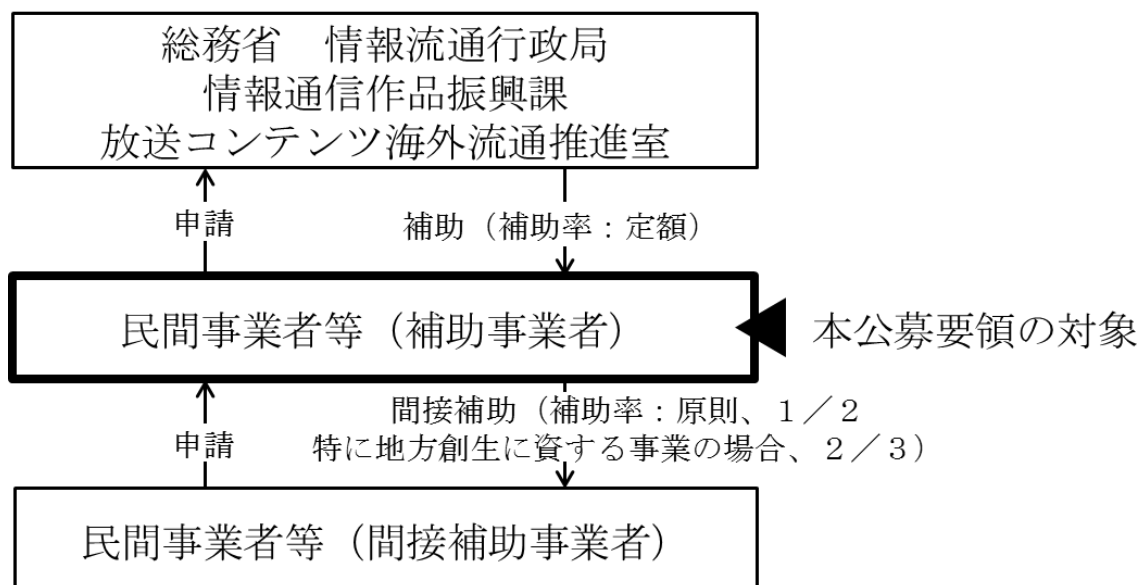 総務省　情報流通行政局
情報通信作品振興課
放送コンテンツ海外流通推進室
申請
補助（補助率：定額）
民間事業者等（補助事業者）
本公募要領の対象
間接補助（補助率：原則、１／２
特に地方創生に資する事業の場合、２／３）
申請
民間事業者等（間接補助事業者）